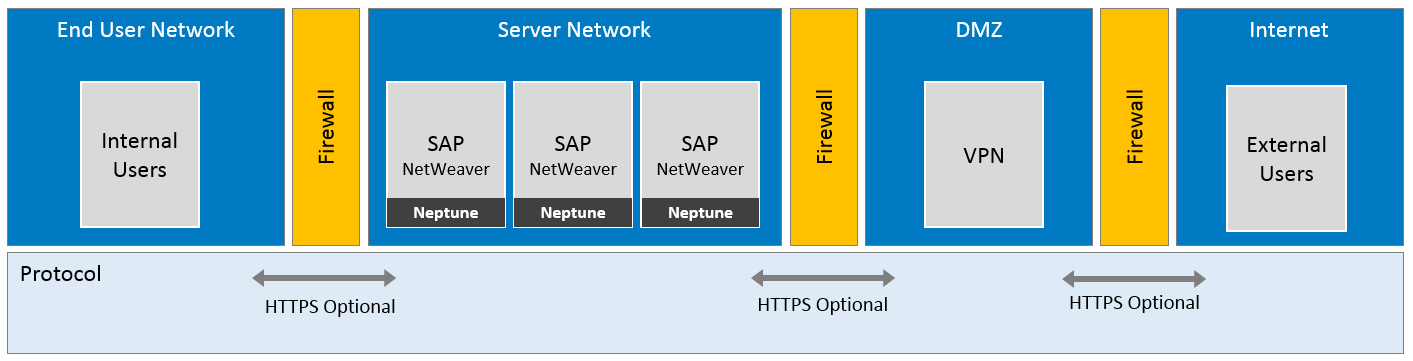 End User Network
Internal
Users
Firewall
Server Network
SAP
NetWeaver
Neptune
SAP
NetWeaver
Neptune
SAP
NetWeaver
Neptune
Firewall
DMZ
VPN
Firewall
Internet
External
Users
Protocol
HTTPS Optional
HTTPS Optional
HTTPS Optional